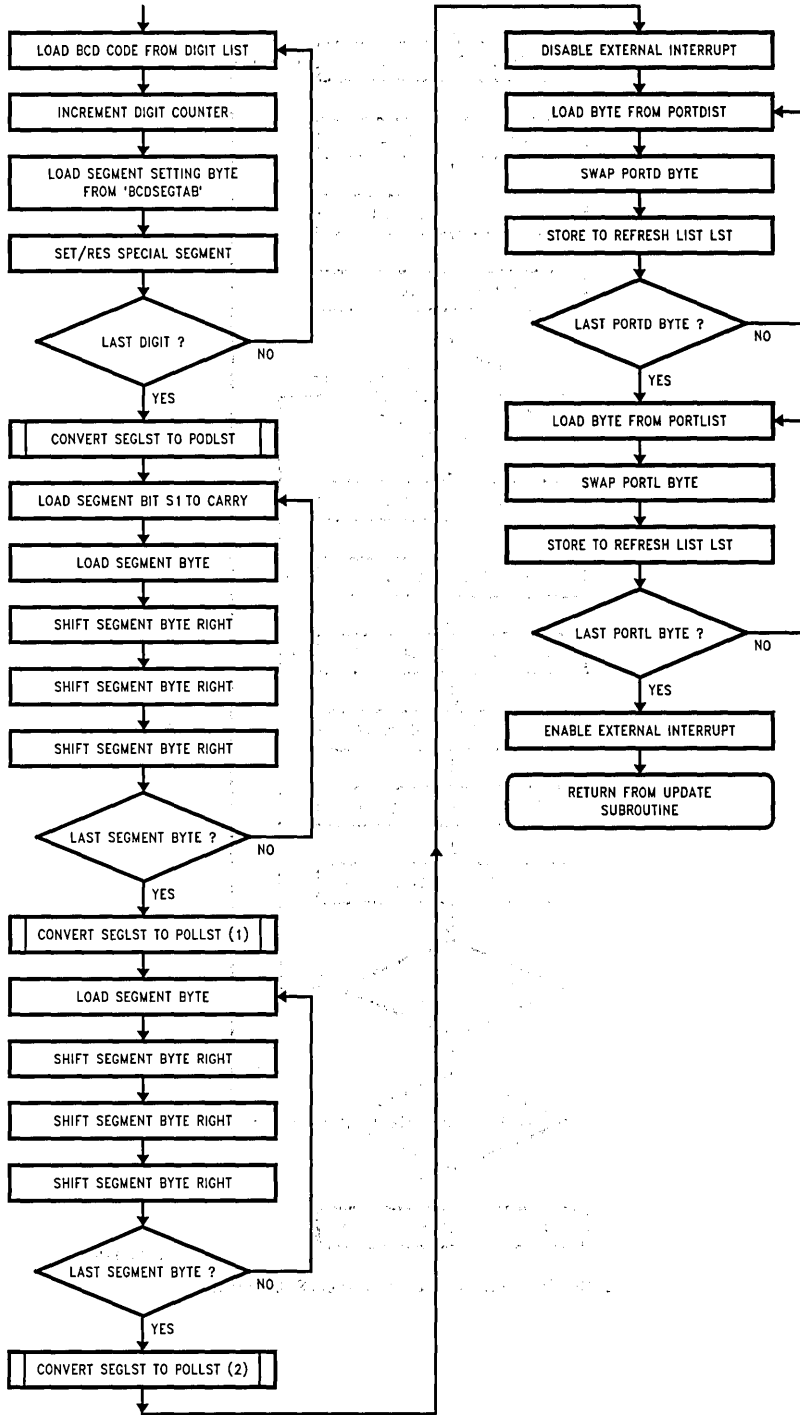 LOAD BCD CODE FROM DIGIT LIST
INCREMENT DIGIT COUNTER
LOAD SEGMENT SETTING BYTE
FROM 'BCDSEGTAB'
SET/RES SPECIAL SEGMENT
LAST DIGIT ?
NO
YES
CONVERT SEGLST TO PODLST
LOAD SEGMENT BIT S1 TO CARRY
LOAD SEGMENT BYTE
SHIFT SEGMENT BYTE RIGHT
SHIFT SEGMENT BYTE RIGHT
SHIFT SEGMENT BYTE RIGHT
LAST SEGMENT BYTE ?
NO
YES
CONVERT SEGLST TO POLLST (1)
LOAD SEGMENT BYTE
SHIFT SEGMENT BYTE RIGHT
SHIFT SEGMENT BYTE RIGHT
SHIFT SEGMENT BYTE RIGHT
LAST SEGMENT BYTE ?
NO
YES
CONVERT SEGLST TO POLLST (2)
DISABLE EXTERNAL INTERRUPT
LOAD BYTE FROM PORTDIST
SWAP PORTD BYTE
STORE TO REFRESH LIST LST
LAST PORTD BYTE ?
NO
YES
LOAD BYTE FROM PORTLIST
SWAP PORTL BYTE
STORE TO REFRESH LIST LST
LAST PORTL BYTE ?
NO
YES
ENABLE EXTERNAL INTERRUPT
RETURN FROM UPDATE
SUBROUTINE